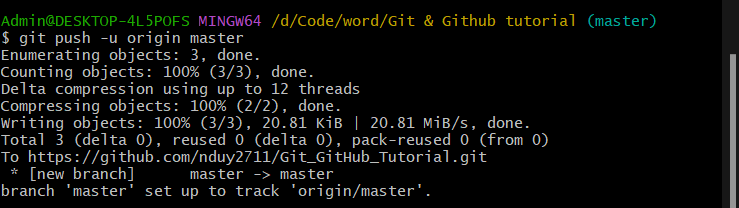 Admin@DESKTOP-4L5POFS MINGW64 /d/Code/word/Git & Github tutorial (master)
$ git push -u origin master
Enumerating objects: 3, done.
Counting objects: 100% (3/3), done.
Delta compression using up to 12 threads
Compressing objects: 100% (2/2), done.
Writing objects: 100% (3/3), 20.81 KiB | 20.81 MiB/s, done.
Total 3 (delta 0), reused 0 (delta 0), pack-reused 0 (from 0)
To https://github.com/nduy2711/Git_GitHub_Tutorial.git
 * [new branch]      master -> master
branch 'master' set up to track 'origin/master'.